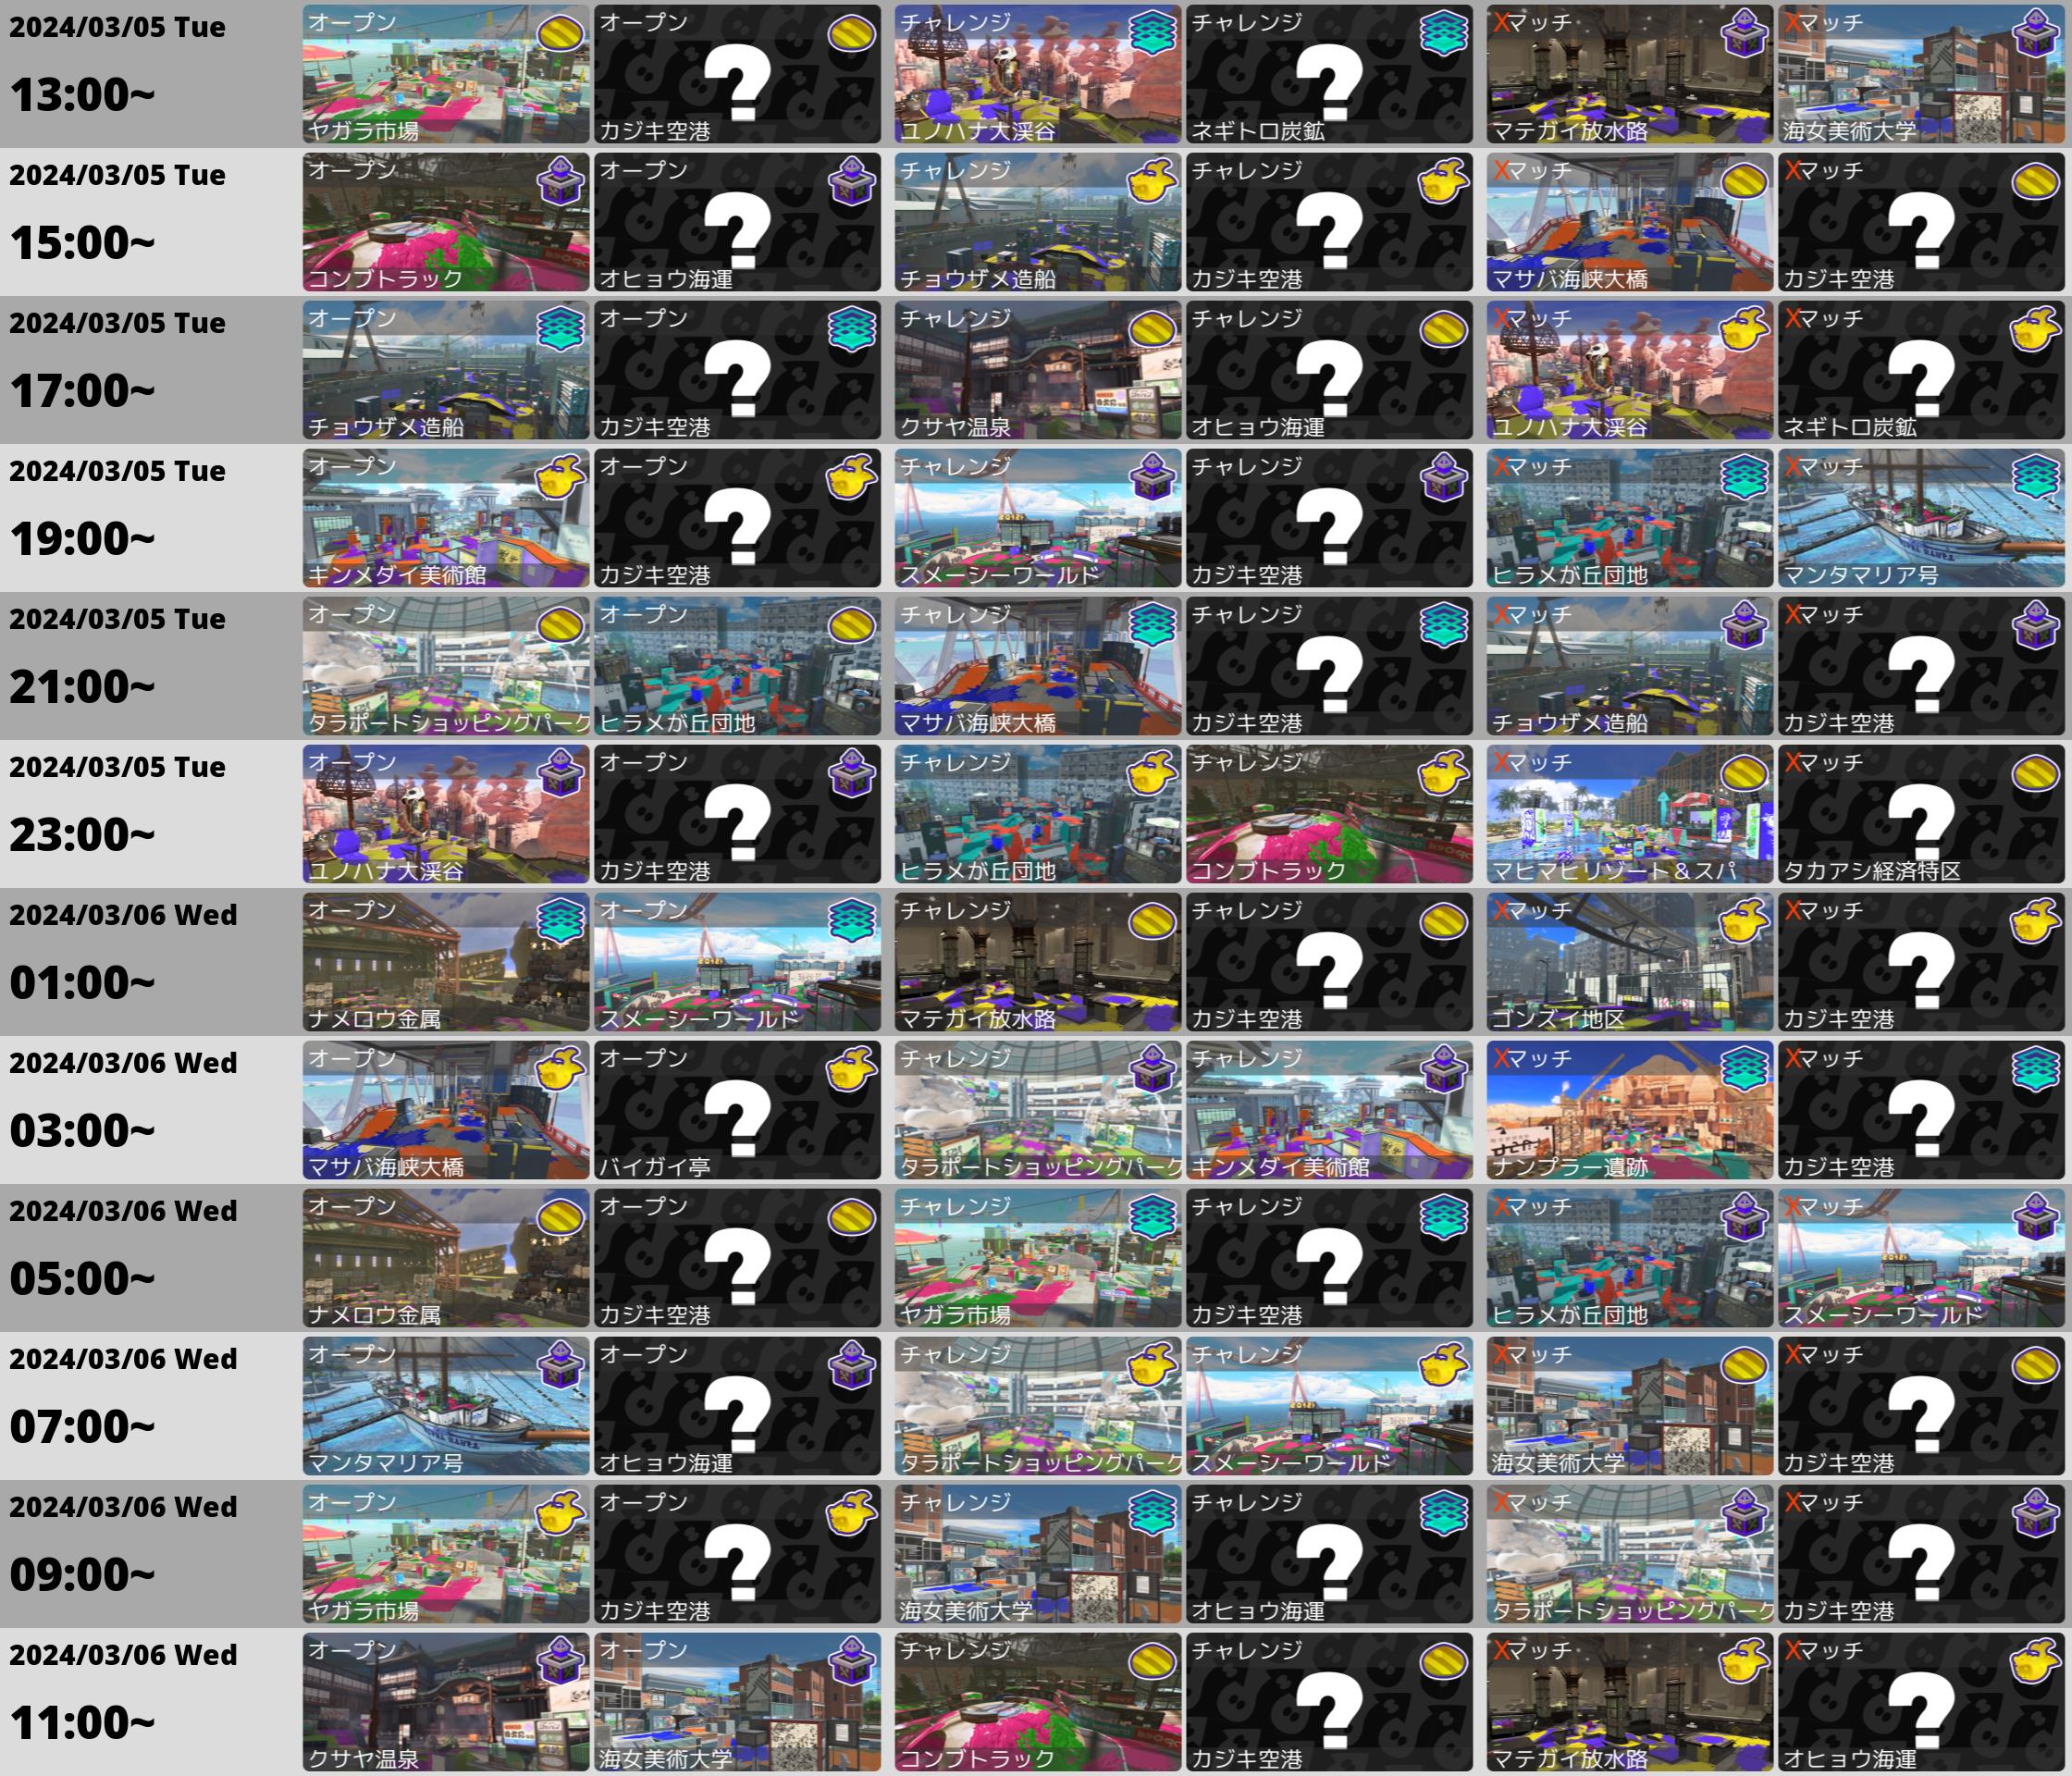 2024/03/05 Tue
13:00~
オープン
ヤガラ市場
オープン
カジキ空港
チャレンジ
ユノハナ大渓谷
チャレンジ
ネギトロ炭鉱
Xマッチ
マテガイ放水路
Xマッチ
海女美術大学
2024/03/05 Tue
15:00~
オープン
コンブトラック
オープン
オヒョウ海運
チャレンジ
チョウザメ造船
チャレンジ
カジキ空港
Xマッチ
マサバ海峡大橋
Xマッチ
カジキ空港
2024/03/05 Tue
17:00~
オープン
チョウザメ造船
オープン
カジキ空港
チャレンジ
クサヤ温泉
チャレンジ
オヒョウ海運
Xマッチ
ユノハナ大渓谷
Xマッチ
ネギトロ炭鉱
2024/03/05 Tue
19:00~
オープン
キンメダイ美術館
オープン
カジキ空港
チャレンジ
スメーシーワールド
チャレンジ
カジキ空港
Xマッチ
ヒラメが丘団地
Xマッチ
マンタマリア号
2024/03/05 Tue
21:00~
オープン
タラポートショッピングパーク
オープン
ヒラメが丘団地
チャレンジ
マサバ海峡大橋
チャレンジ
カジキ空港
Xマッチ
チョウザメ造船
Xマッチ
カジキ空港
2024/03/05 Tue
23:00~
オープン
ユノハナ大渓谷
オープン
カジキ空港
チャレンジ
ヒラメが丘団地
チャレンジ
コンブトラック
Xマッチ
マヒマヒリゾート＆スパ
Xマッチ
タカアシ経済特区
2024/03/06 Wed
01:00~
オープン
ナメロウ金属
オープン
スメーシーワールド
チャレンジ
マテガイ放水路
チャレンジ
カジキ空港
Xマッチ
ゴンズイ地区
Xマッチ
カジキ空港
2024/03/06 Wed
03:00~
オープン
マサバ海峡大橋
オープン
バイガイ亭
チャレンジ
タラポートショッピングパーク
チャレンジ
キンメダイ美術館
Xマッチ
ナンプラー遺跡
Xマッチ
カジキ空港
2024/03/06 Wed
05:00~
オープン
ナメロウ金属
オープン
カジキ空港
チャレンジ
ヤガラ市場
チャレンジ
カジキ空港
Xマッチ
ヒラメが丘団地
Xマッチ
スメーシーワールド
2024/03/06 Wed
07:00~
オープン
マンタマリア号
オープン
オヒョウ海運
チャレンジ
タラポートショッピングパーク
チャレンジ
スメーシーワールド
Xマッチ
海女美術大学
Xマッチ
カジキ空港
2024/03/06 Wed
09:00~
オープン
ヤガラ市場
オープン
カジキ空港
チャレンジ
海女美術大学
チャレンジ
オヒョウ海運
Xマッチ
タラポートショッピングパーク
Xマッチ
カジキ空港
2024/03/06 Wed
11:00~
オープン
クサヤ温泉
オープン
海女美術大学
チャレンジ
コンブトラック
チャレンジ
カジキ空港
Xマッチ
マテガイ放水路
Xマッチ
オヒョウ海運